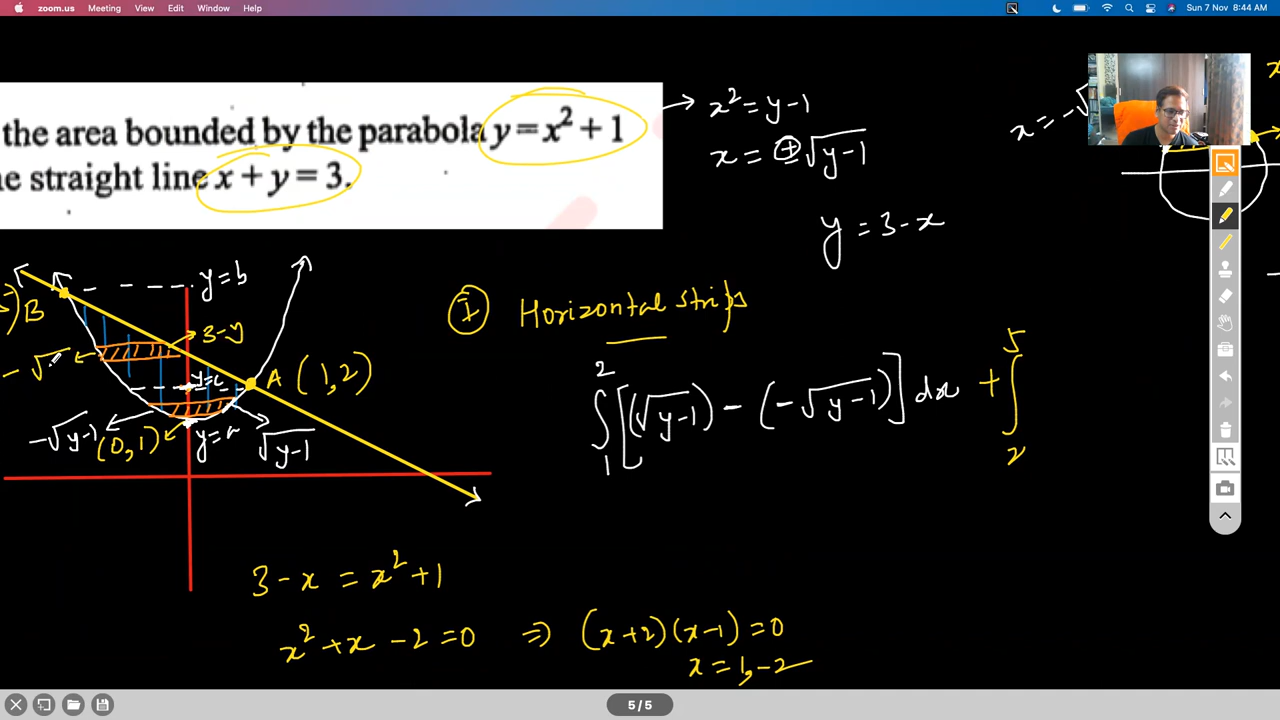 zoom.us Meeting View Edit Window Help Sun 7 Nov 8:44 AM
the area bounded by the parabola y = x² + 1
straight line x + y = 3.
x² = y - 1
x = ± √(y-1)
y = 3 - x
x = -√
y = b
B
3 - y
- √
y = c
A (1, 2)
-√(y-1)
(0, 1)
y = a
√(y-1)
I Horizontal strips
∫₁² [(√(y-1)) - (-√(y-1))] dx + ∫₂⁵
3 - x = x² + 1
x² + x - 2 = 0 ⇒ (x+2)(x-1) = 0
x = 1, -2
5 / 5